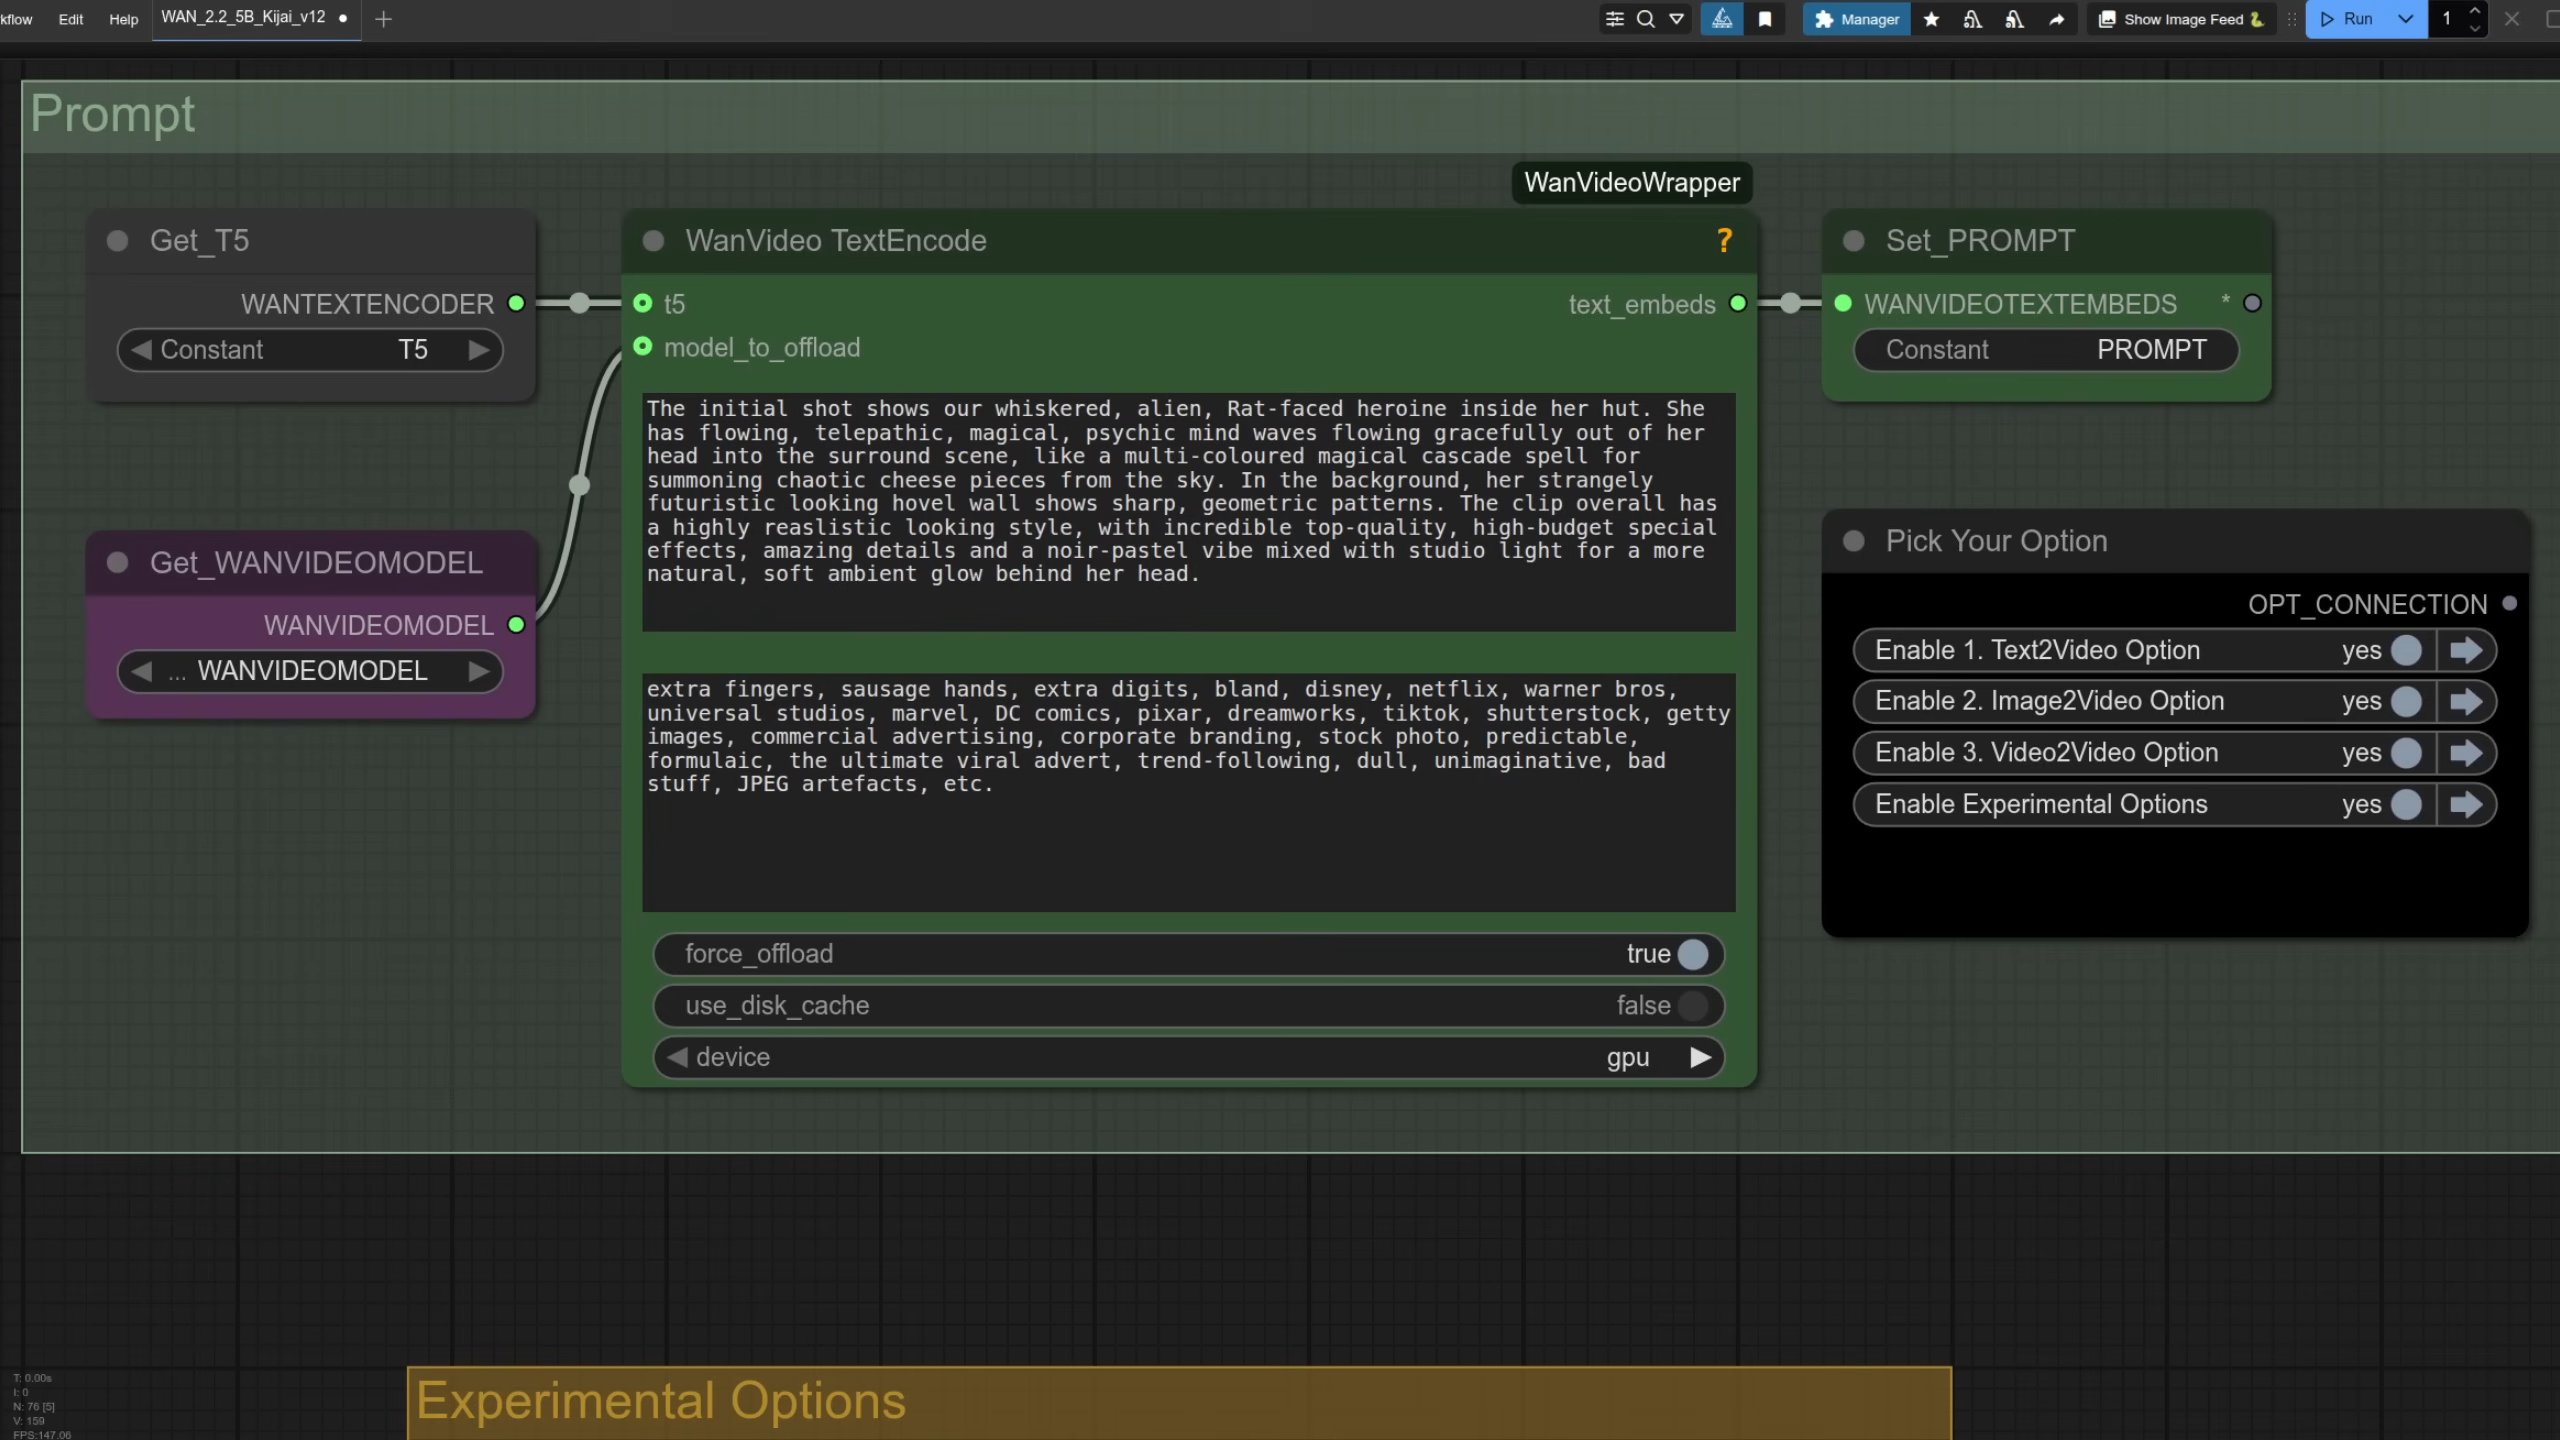 kflow Edit Help WAN_2.2_5B_Kijai_v12 Manager Show Image Feed Run 1
Prompt
WanVideoWrapper
Get_T5
WANTEXTENCODER
Constant T5
Get_WANVIDEOMODEL
WANVIDEOMODEL
... WANVIDEOMODEL
WanVideo TextEncode ?
t5 text_embeds
model_to_offload
The initial shot shows our whiskered, alien, Rat-faced heroine inside her hut. She
has flowing, telepathic, magical, psychic mind waves flowing gracefully out of her
head into the surround scene, like a multi-coloured magical cascade spell for
summoning chaotic cheese pieces from the sky. In the background, her strangely
futuristic looking hovel wall shows sharp, geometric patterns. The clip overall has
a highly reaslistic looking style, with incredible top-quality, high-budget special
effects, amazing details and a noir-pastel vibe mixed with studio light for a more
natural, soft ambient glow behind her head.
extra fingers, sausage hands, extra digits, bland, disney, netflix, warner bros,
universal studios, marvel, DC comics, pixar, dreamworks, tiktok, shutterstock, getty
images, commercial advertising, corporate branding, stock photo, predictable,
formulaic, the ultimate viral advert, trend-following, dull, unimaginative, bad
stuff, JPEG artefacts, etc.
force_offload true
use_disk_cache false
device gpu
Set_PROMPT
WANVIDEOTEXTEMBEDS *
Constant PROMPT
Pick Your Option
OPT_CONNECTION
Enable 1. Text2Video Option yes
Enable 2. Image2Video Option yes
Enable 3. Video2Video Option yes
Enable Experimental Options yes
Experimental Options
T: 0.00s
I: 0
N: 76 [5]
V: 159
FPS:147.06